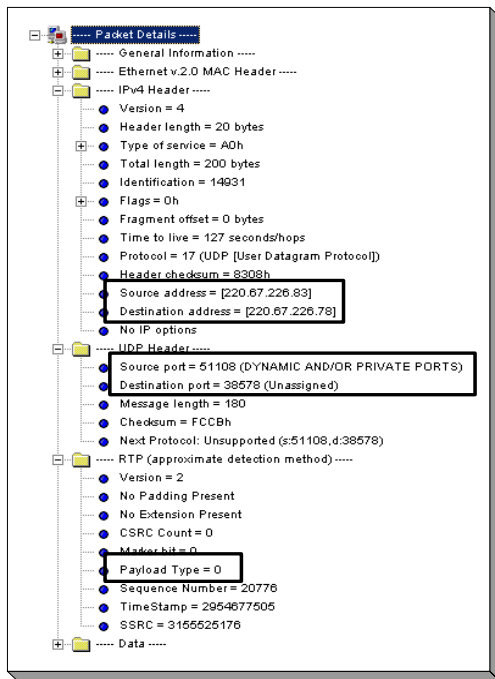 ----- Packet Details -----
----- General Information -----
----- Ethernet v.2.0 MAC Header -----
----- IPv4 Header -----
Version = 4
Header length = 20 bytes
Type of service = A0h
Total length = 200 bytes
Identification = 14931
Flags = 0h
Fragment offset = 0 bytes
Time to live = 127 seconds/hops
Protocol = 17 (UDP [User Datagram Protocol])
Header checksum = 8308h
Source address = [220.67.226.83]
Destination address = [220.67.226.78]
No IP options
----- UDP Header -----
Source port = 51108 (DYNAMIC AND/OR PRIVATE PORTS)
Destination port = 38578 (Unassigned)
Message length = 180
Checksum = FCCBh
Next Protocol: Unsupported (s:51108,d:38578)
----- RTP (approximate detection method) -----
Version = 2
No Padding Present
No Extension Present
CSRC Count = 0
Marker bit = 0
Payload Type = 0
Sequence Number = 20776
TimeStamp = 2954677505
SSRC = 3155525176
----- Data -----